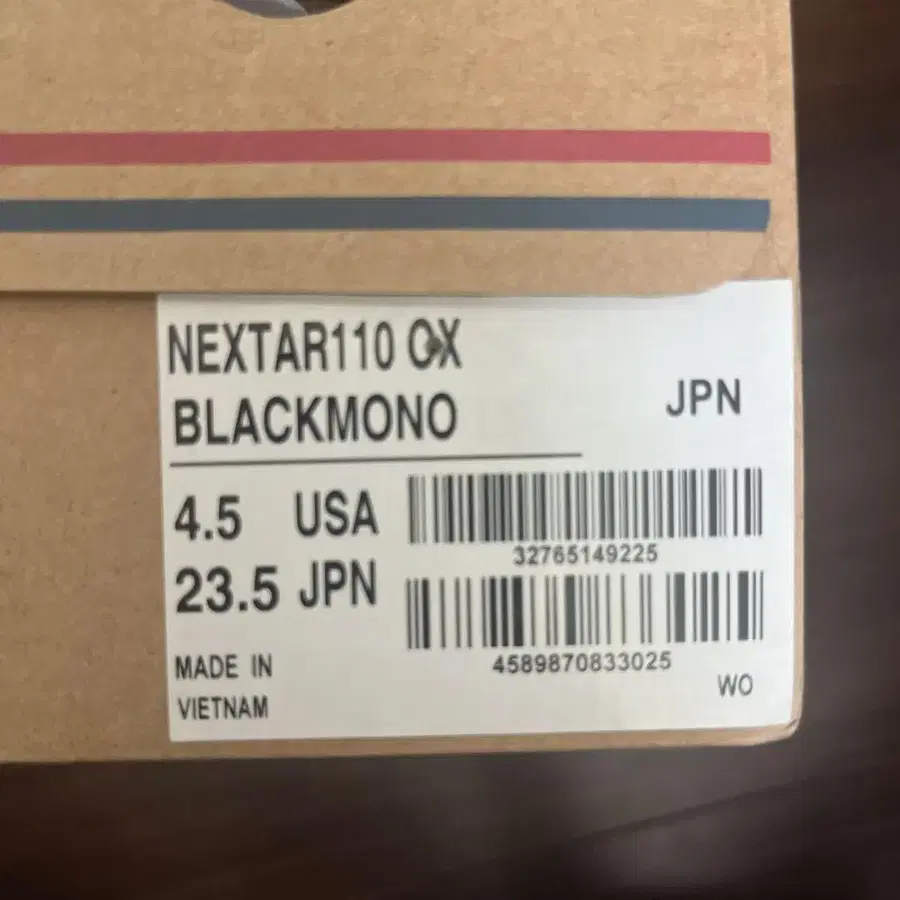 NEXTAR110 OX
BLACKMONO
JPN
4.5 USA
23.5 JPN
32765149225
4589870833025
MADE IN
VIETNAM
WO